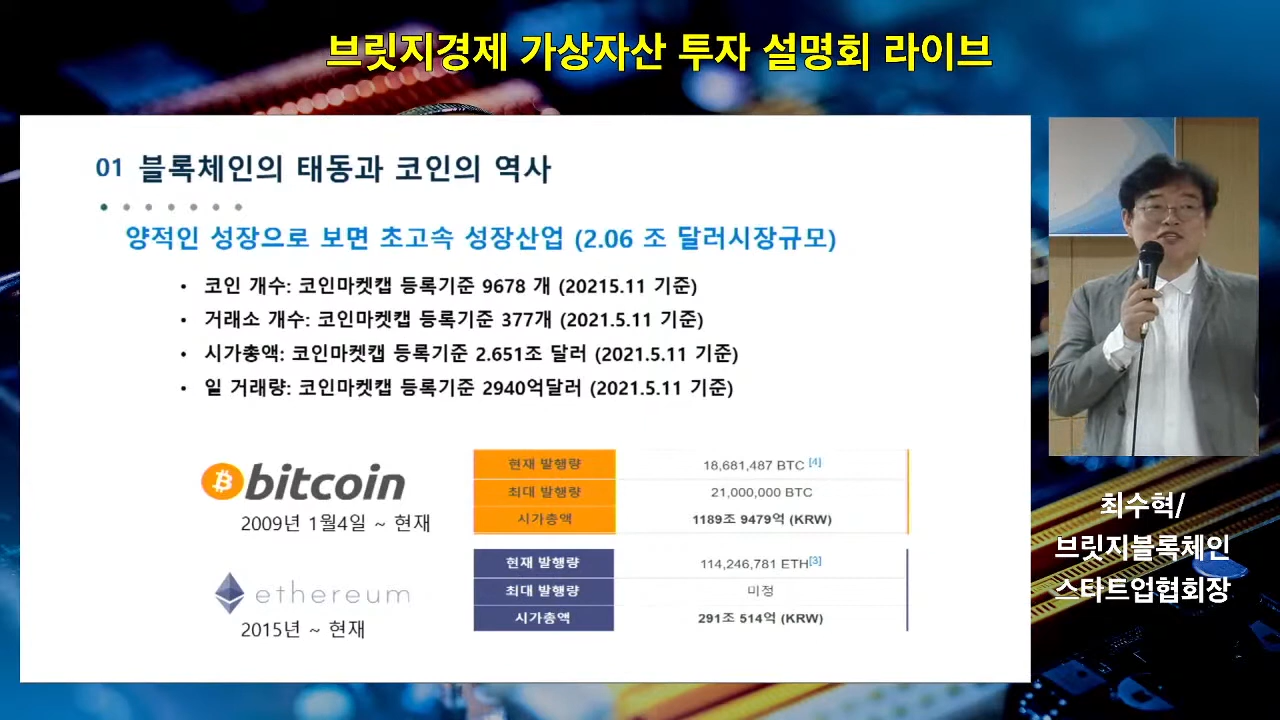 브릿지경제 가상자산 투자 설명회 라이브
01 블록체인의 태동과 코인의 역사
양적인 성장으로 보면 초고속 성장산업 (2.06 조 달러시장규모)
• 코인 개수: 코인마켓캡 등록기준 9678 개 (20215.11 기준)
• 거래소 개수: 코인마켓캡 등록기준 377개 (2021.5.11 기준)
• 시가총액: 코인마켓캡 등록기준 2.651조 달러 (2021.5.11 기준)
• 일 거래량: 코인마켓캡 등록기준 2940억달러 (2021.5.11 기준)
bitcoin
2009년 1월4일 ~ 현재
현재 발행량 18,681,487 BTC [4]
최대 발행량 21,000,000 BTC
시가총액 1189조 9479억 (KRW)
ethereum
2015년 ~ 현재
현재 발행량 114,246,781 ETH[3]
최대 발행량 미정
시가총액 291조 514억 (KRW)
최수혁/
브릿지블록체인
스타트업협회장